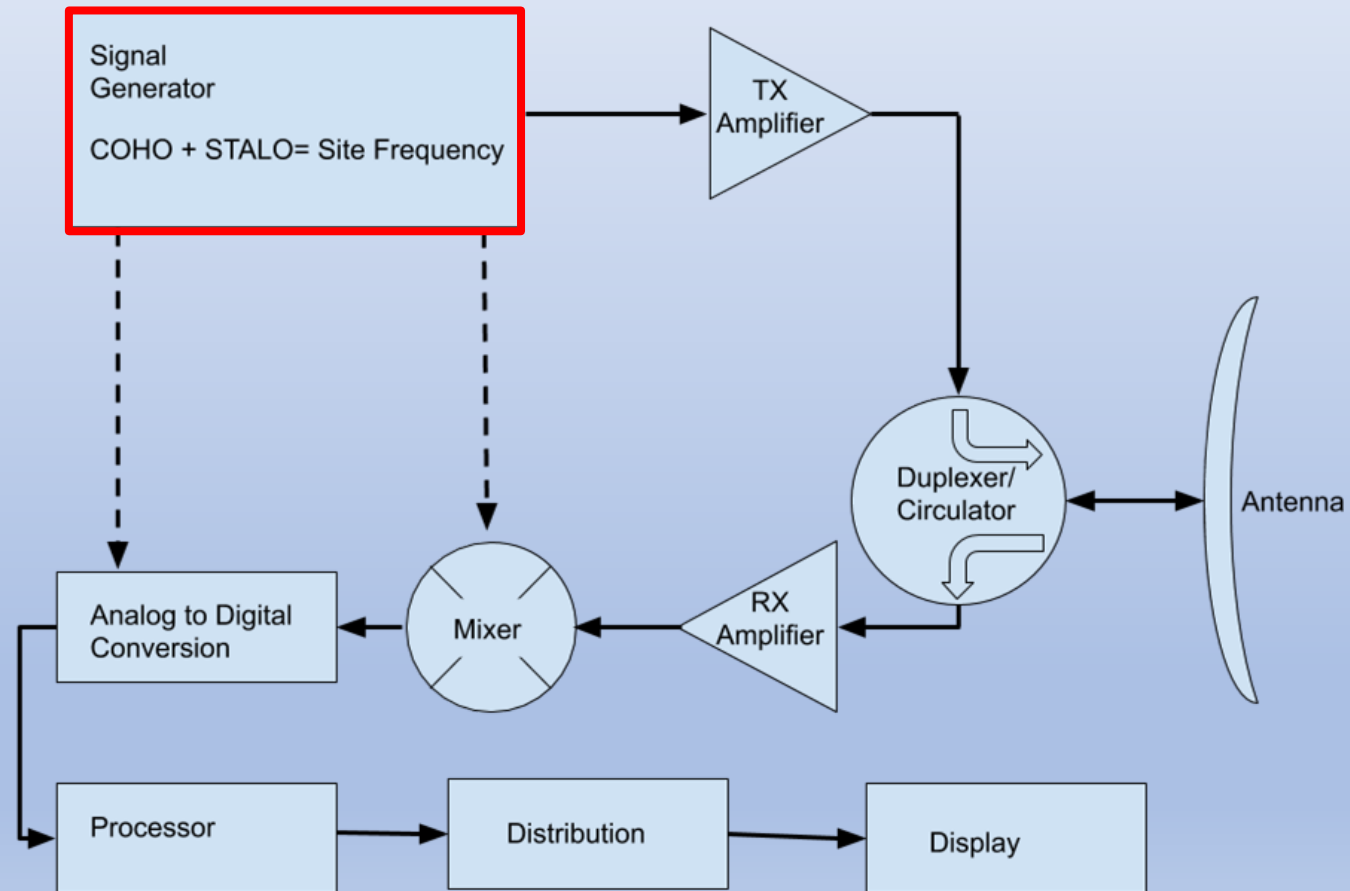 Signal
Generator
COHO + STALO= Site Frequency
TX
Amplifier
Duplexer/
Circulator
Antenna
RX
Amplifier
Mixer
Analog to Digital
Conversion
Processor
Distribution
Display